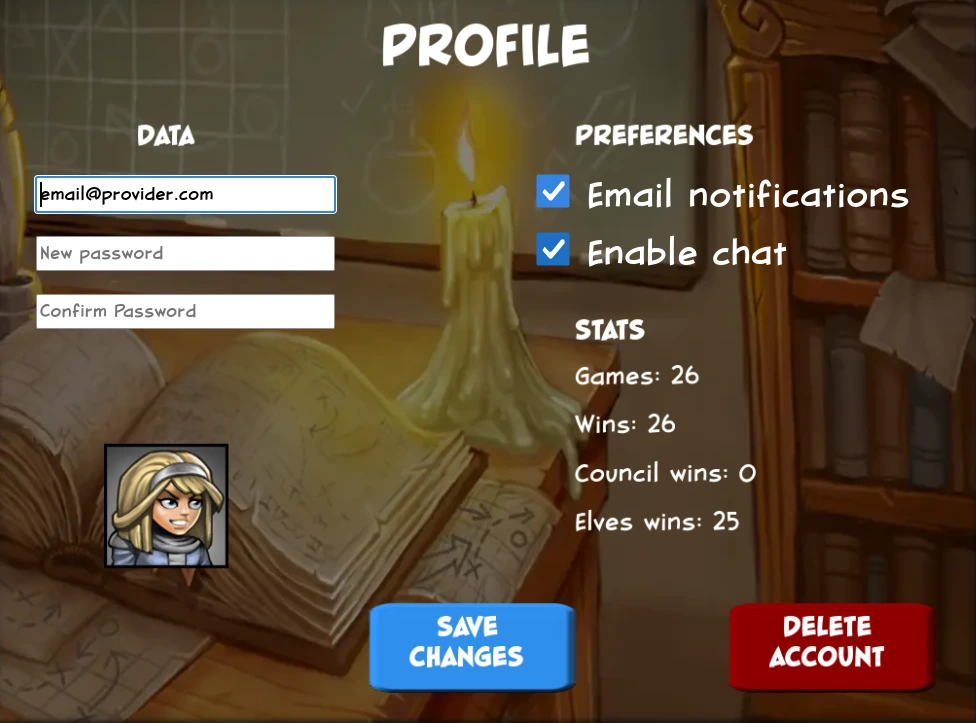 PROFILE
DATA
email@provider.com
New password
Confirm Password
PREFERENCES
Email notifications
Enable chat
STATS
Games: 26
Wins: 26
Council wins: 0
Elves wins: 25
SAVE
CHANGES
DELETE
ACCOUNT